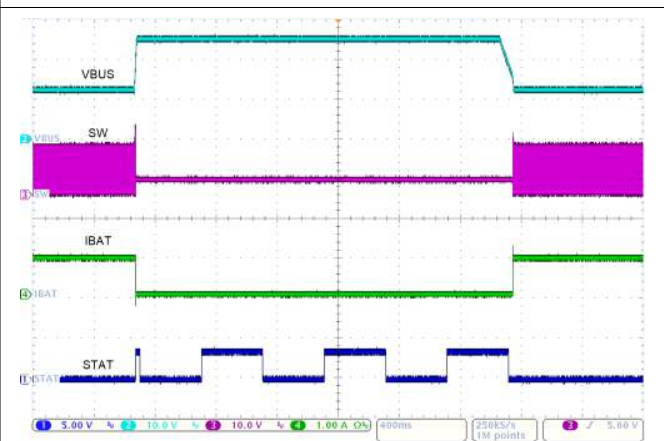 VBUS
2 VBUS
SW
3 SW
IBAT
4 IBAT
STAT
1 STAT
1 5.00 V 2 10.0 V 3 10.0 V 4 1.00 A Ω
400ms
250kS/s
1M points
3 5.60 V